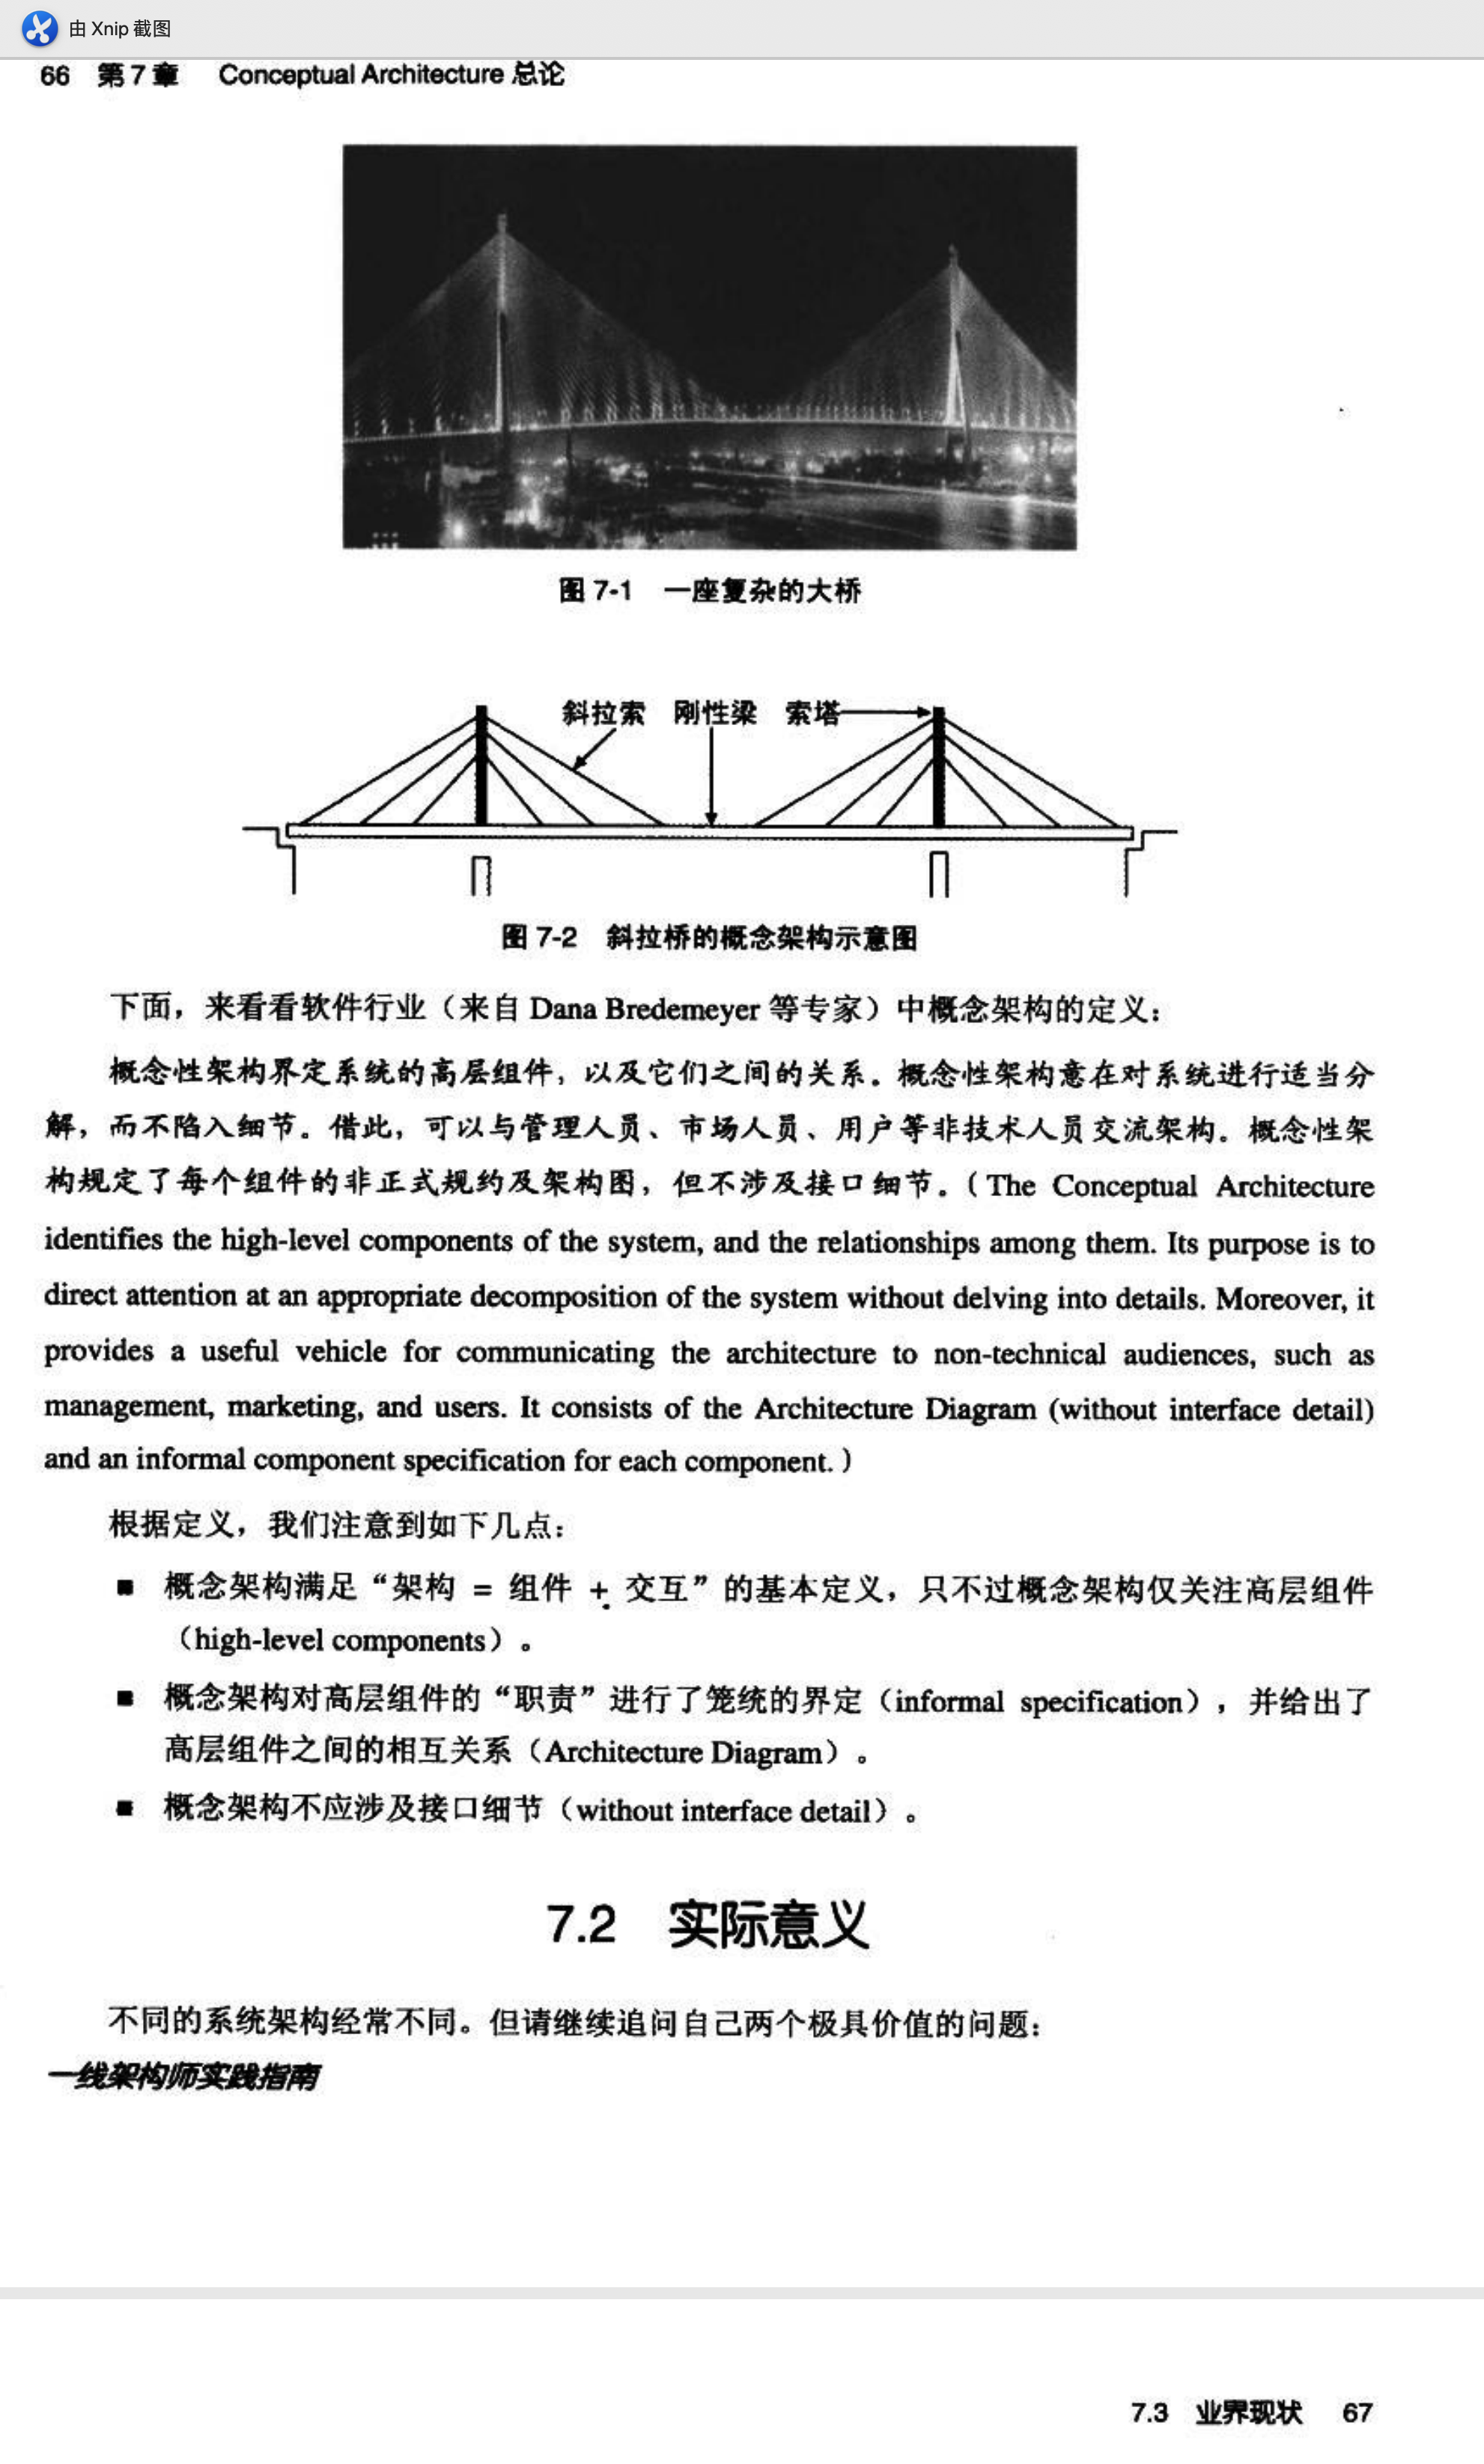 由 Xnip 截图
66 第7章 Conceptual Architecture 总论
图 7-1 一座复杂的大桥
斜拉索 刚性梁 索塔
图 7-2 斜拉桥的概念架构示意图
下面，来看看软件行业（来自 Dana Bredemeyer 等专家）中概念架构的定义：
概念性架构界定系统的高层组件，以及它们之间的关系。概念性架构意在对系统进行适当分
解，而不陷入细节。借此，可以与管理人员、市场人员、用户等非技术人员交流架构。概念性架
构规定了每个组件的非正式规约及架构图，但不涉及接口细节。（The Conceptual Architecture
identifies the high-level components of the system, and the relationships among them. Its purpose is to
direct attention at an appropriate decomposition of the system without delving into details. Moreover, it
provides a useful vehicle for communicating the architecture to non-technical audiences, such as
management, marketing, and users. It consists of the Architecture Diagram (without interface detail)
and an informal component specification for each component.）
根据定义，我们注意到如下几点：
■ 概念架构满足“架构 = 组件 + 交互”的基本定义，只不过概念架构仅关注高层组件
（high-level components）。
■ 概念架构对高层组件的“职责”进行了笼统的界定（informal specification），并给出了
高层组件之间的相互关系（Architecture Diagram）。
■ 概念架构不应涉及接口细节（without interface detail）。
7.2 实际意义
不同的系统架构经常不同。但请继续追问自己两个极具价值的问题：
一线架构师实践指南
7.3 业界现状 67